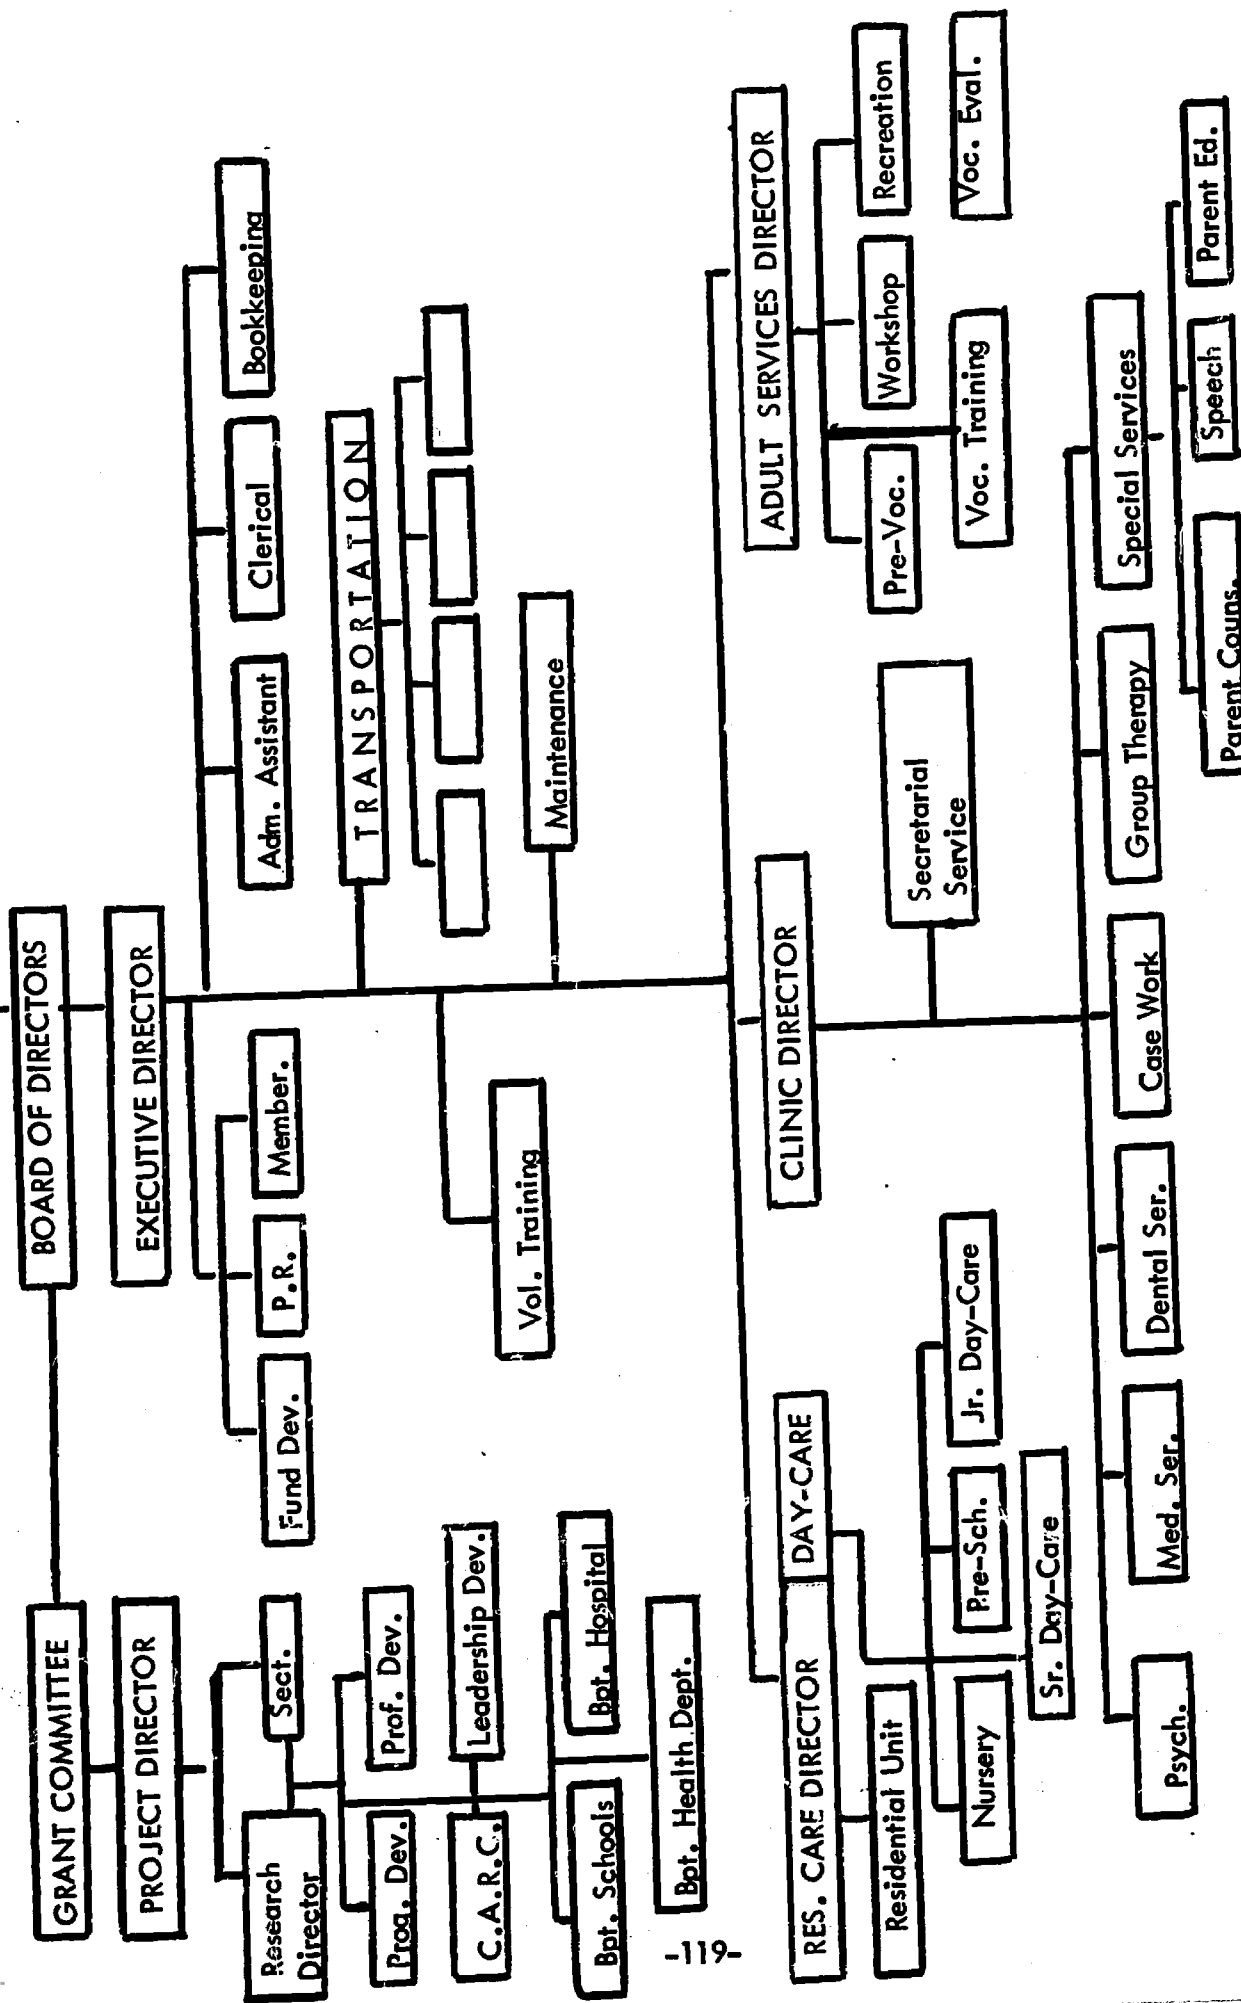 BOARD OF DIRECTORS
GRANT COMMITTEE
EXECUTIVE DIRECTOR
PROJECT DIRECTOR
Research
Director
Sect.
Fund Dev.
P.R.
Member.
Adm. Assistant
Clerical
Bookkeeping
Prog. Dev.
Prof. Dev.
TRANSPORTATION
C.A.R.C.
Leadership Dev.
Vol. Training
Maintenance
Bpt. Schools
Bpt. Hospital
Bpt. Health Dept.
-119-
RES. CARE DIRECTOR
DAY-CARE
CLINIC DIRECTOR
ADULT SERVICES DIRECTOR
Residential Unit
Secretarial
Service
Pre-Voc.
Workshop
Recreation
Nursery
Pre-Sch.
Jr. Day-Care
Voc. Training
Voc. Eval.
Sr. Day-Care
Psych.
Med. Ser.
Dental Ser.
Case Work
Group Therapy
Special Services
Parent Couns.
Speech
Parent Ed.